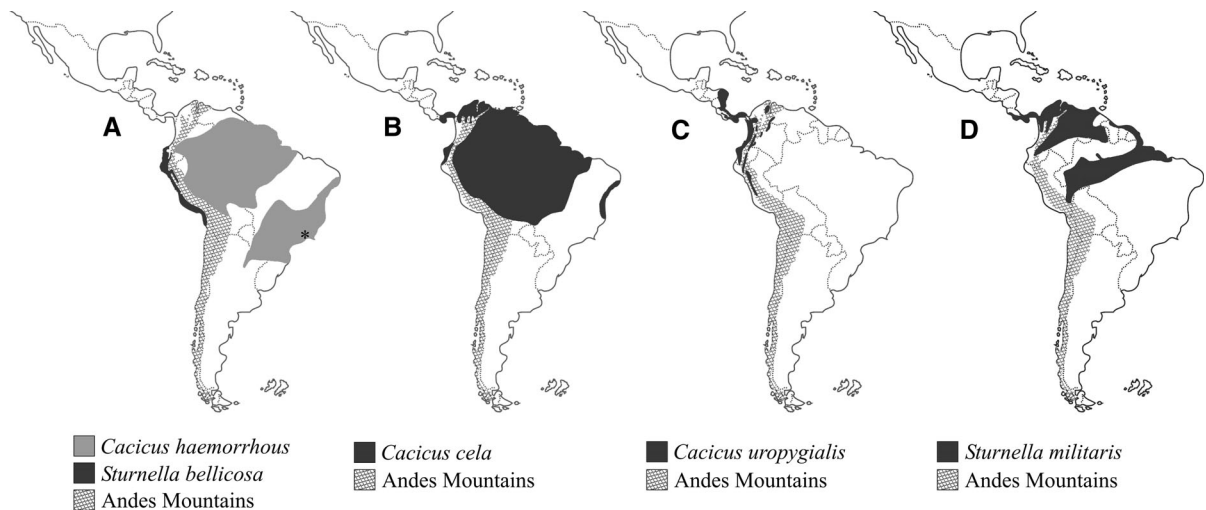 A
B
C
D
*
Cacicus haemorrhous
Sturnella bellicosa
Andes Mountains
Cacicus cela
Andes Mountains
Cacicus uropygialis
Andes Mountains
Sturnella militaris
Andes Mountains